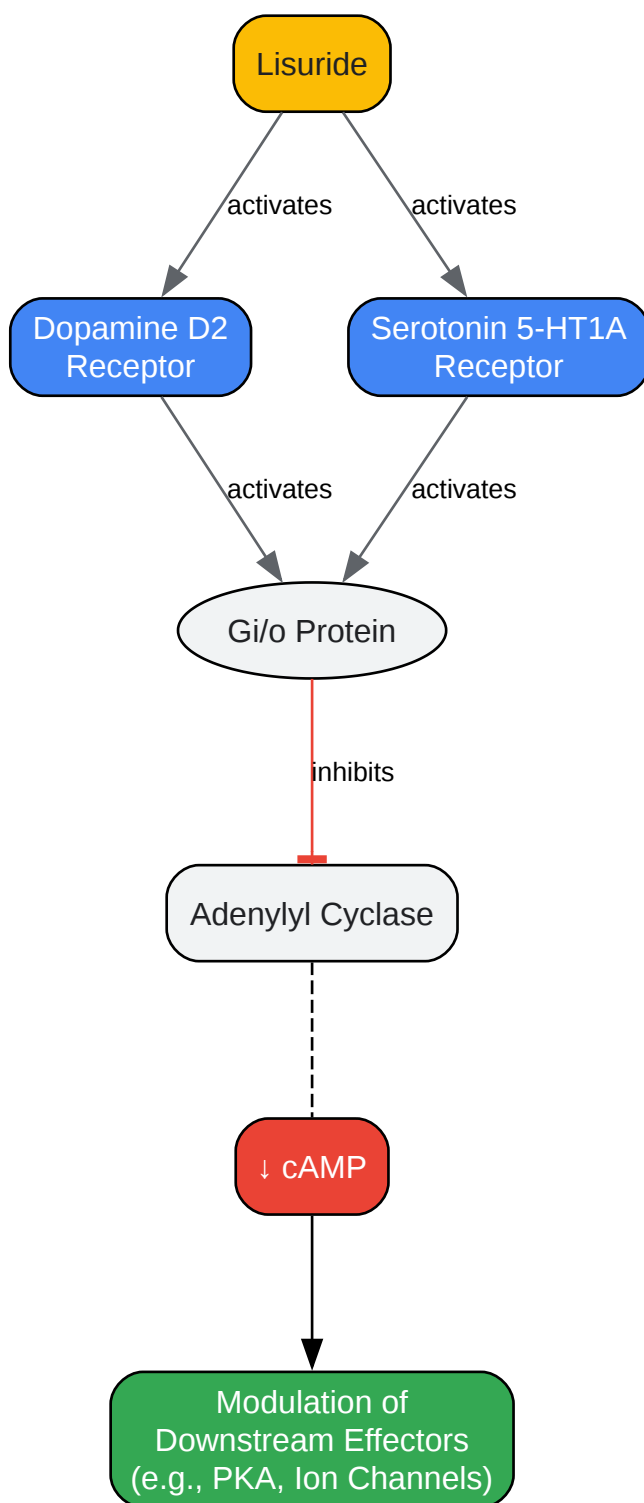 Lisuride
activates
activates
Dopamine D2
Receptor
Serotonin 5-HT1A
Receptor
activates
activates
Gi/o Protein
inhibits
Adenylyl Cyclase
↓ cAMP
Modulation of
Downstream Effectors
(e.g., PKA, Ion Channels)